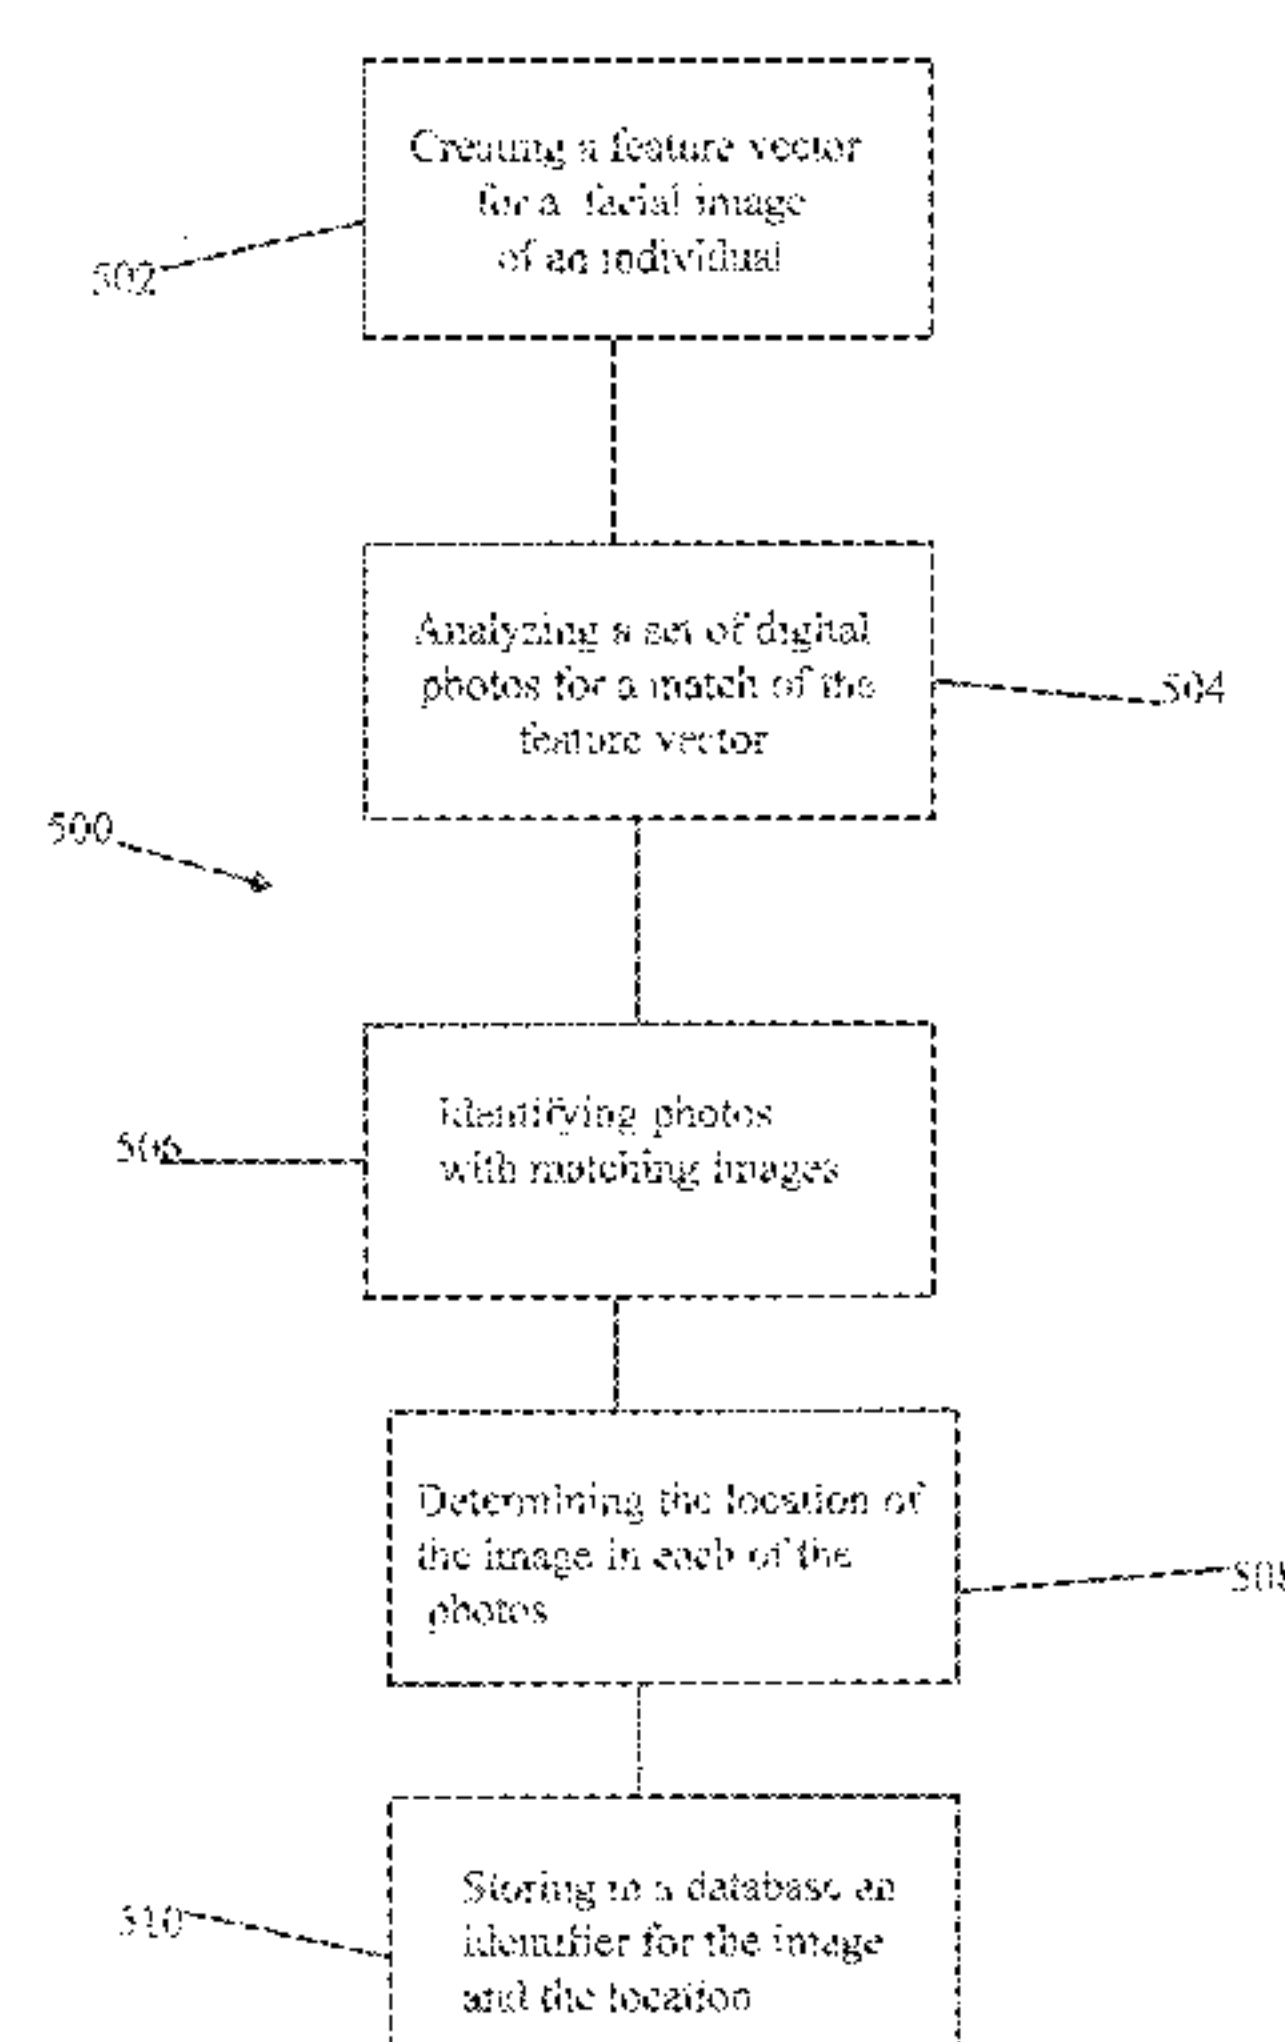 Creating a feature vector
for a facial image
of an individual
502
Analyzing a set of digital
photos for a match of the
feature vector
504
500
Identifying photos
with matching images
506
Determining the location of
the image in each of the
photos
508
Storing in a database an
identifier for the image
and the location
510